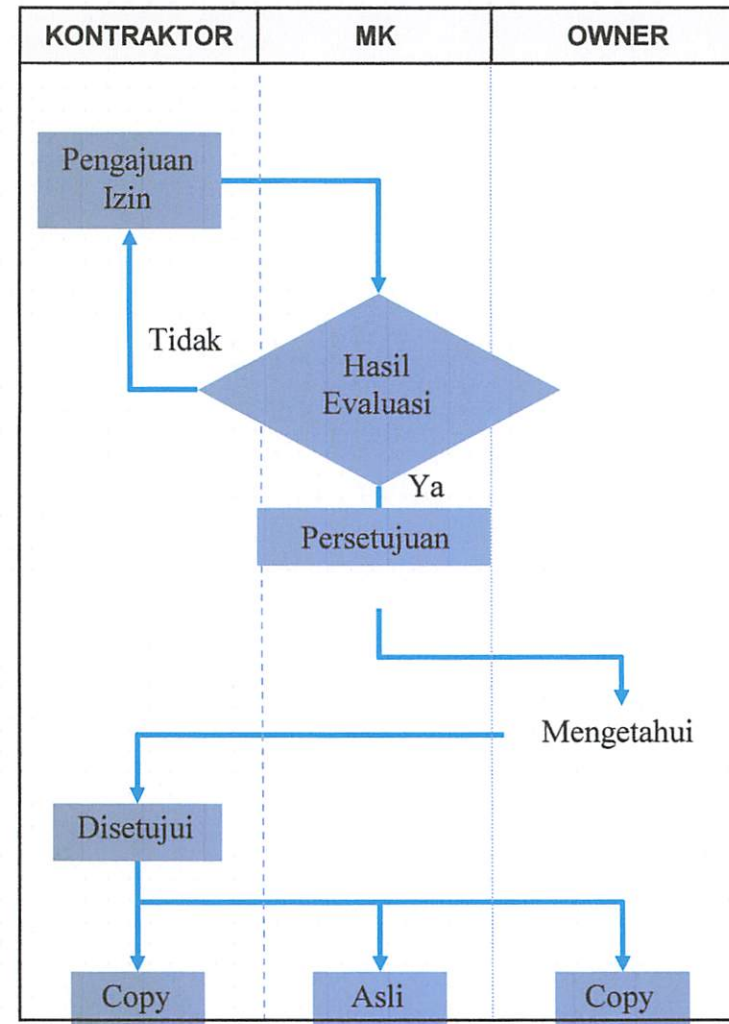 KONTRAKTOR MK OWNER
Pengajuan
Izin
Tidak
Hasil
Evaluasi
Ya
Persetujuan
Mengetahui
Disetujui
Copy Asli Copy